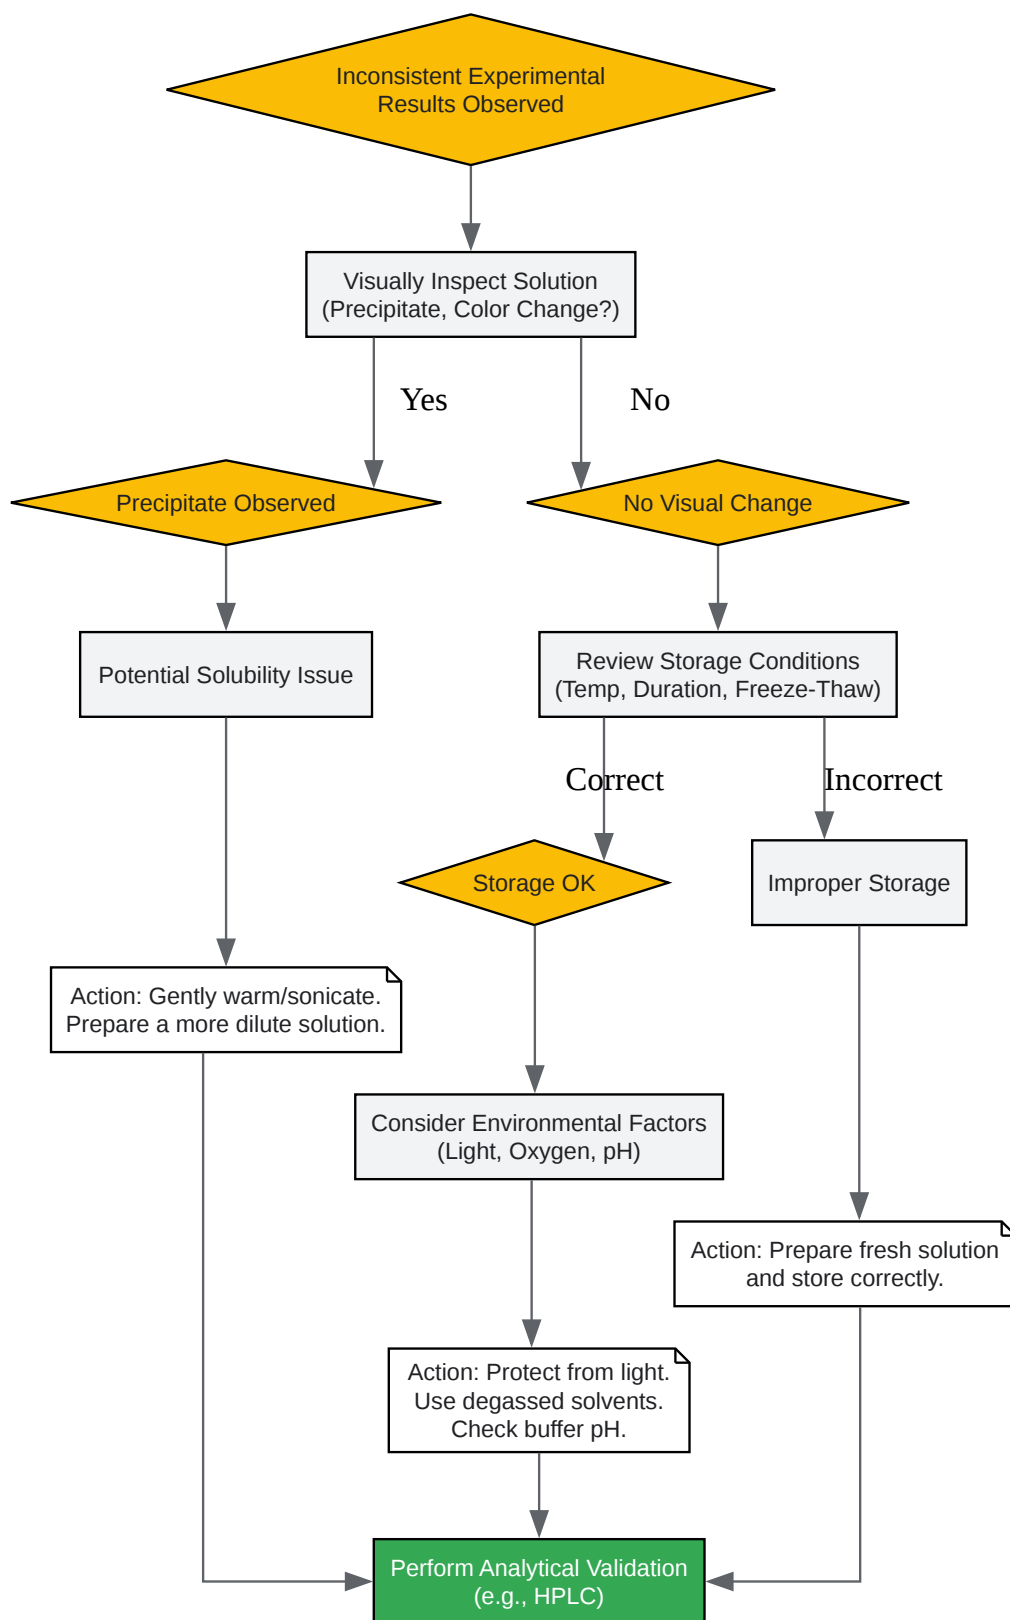 Inconsistent Experimental
Results Observed
Visually Inspect Solution
(Precipitate, Color Change?)
Yes
No
Precipitate Observed
No Visual Change
Potential Solubility Issue
Review Storage Conditions
(Temp, Duration, Freeze-Thaw)
Correct
Incorrect
Storage OK
Improper Storage
Action: Gently warm/sonicate.
Prepare a more dilute solution.
Consider Environmental Factors
(Light, Oxygen, pH)
Action: Prepare fresh solution
and store correctly.
Action: Protect from light.
Use degassed solvents.
Check buffer pH.
Perform Analytical Validation
(e.g., HPLC)